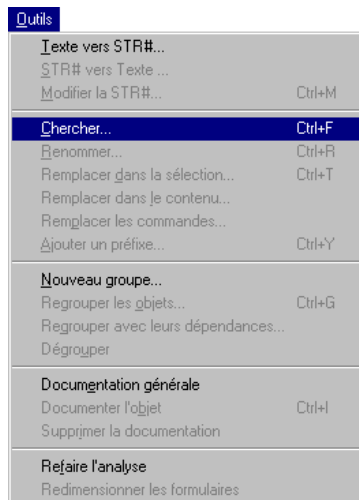 Outils
Texte vers STR#...
STR# vers Texte ...
Modifier la STR#... Ctrl+M
Chercher... Ctrl+F
Renommer... Ctrl+R
Remplacer dans la sélection... Ctrl+T
Remplacer dans le contenu...
Remplacer les commandes...
Ajouter un préfixe... Ctrl+Y
Nouveau groupe...
Regrouper les objets... Ctrl+G
Regrouper avec leurs dépendances...
Dégrouper
Documentation générale
Documenter l'objet Ctrl+I
Supprimer la documentation
Refaire l'analyse
Redimensionner les formulaires